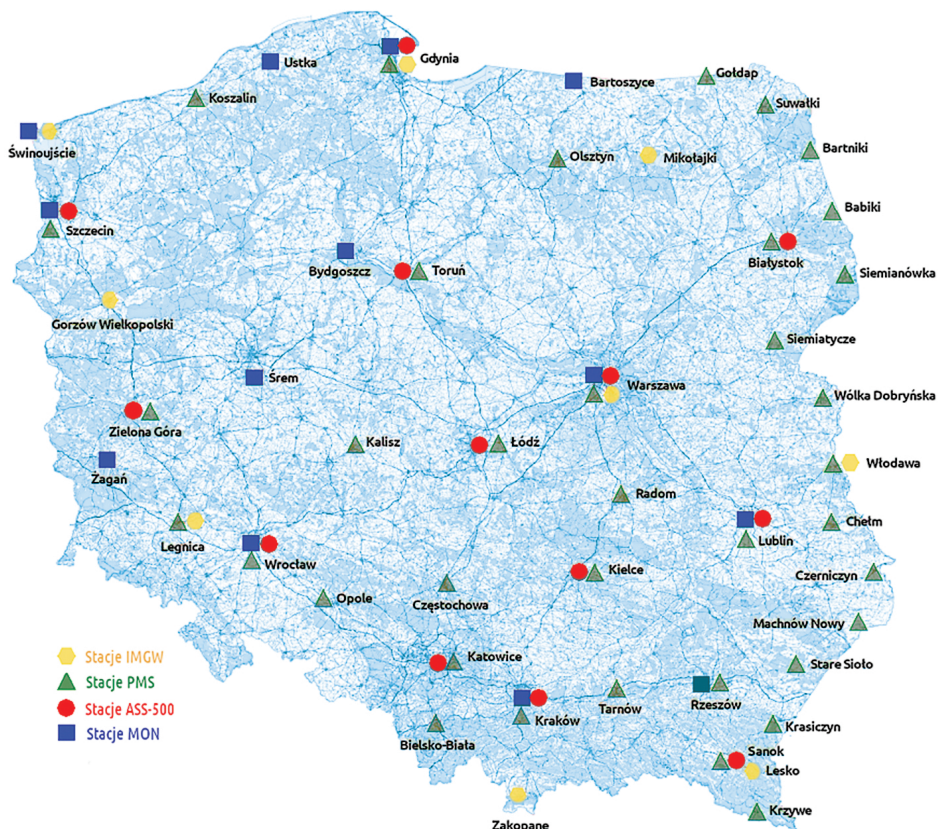 Gdynia
Ustka
Bartoszyce
Gołdap
Koszalin
Suwałki
Świnoujście
Olsztyn
Mikołajki
Bartniki
Babiki
Szczecin
Białystok
Bydgoszcz
Toruń
Siemianówka
Gorzów Wielkopolski
Siemiatycze
Śrem
Warszawa
Wólka Dobryńska
Zielona Góra
Kalisz
Łódź
Włodawa
Żagań
Radom
Legnica
Chełm
Lublin
Wrocław
Kielce
Czerniczyn
Opole
Częstochowa
Machnów Nowy
Stacje IMGW
Katowice
Stare Sioło
Stacje PMS
Rzeszów
Stacje ASS-500
Tarnów
Kraków
Krasiczyn
Stacje MON
Bielsko-Biała
Sanok
Lesko
Krzywe
Zakopane